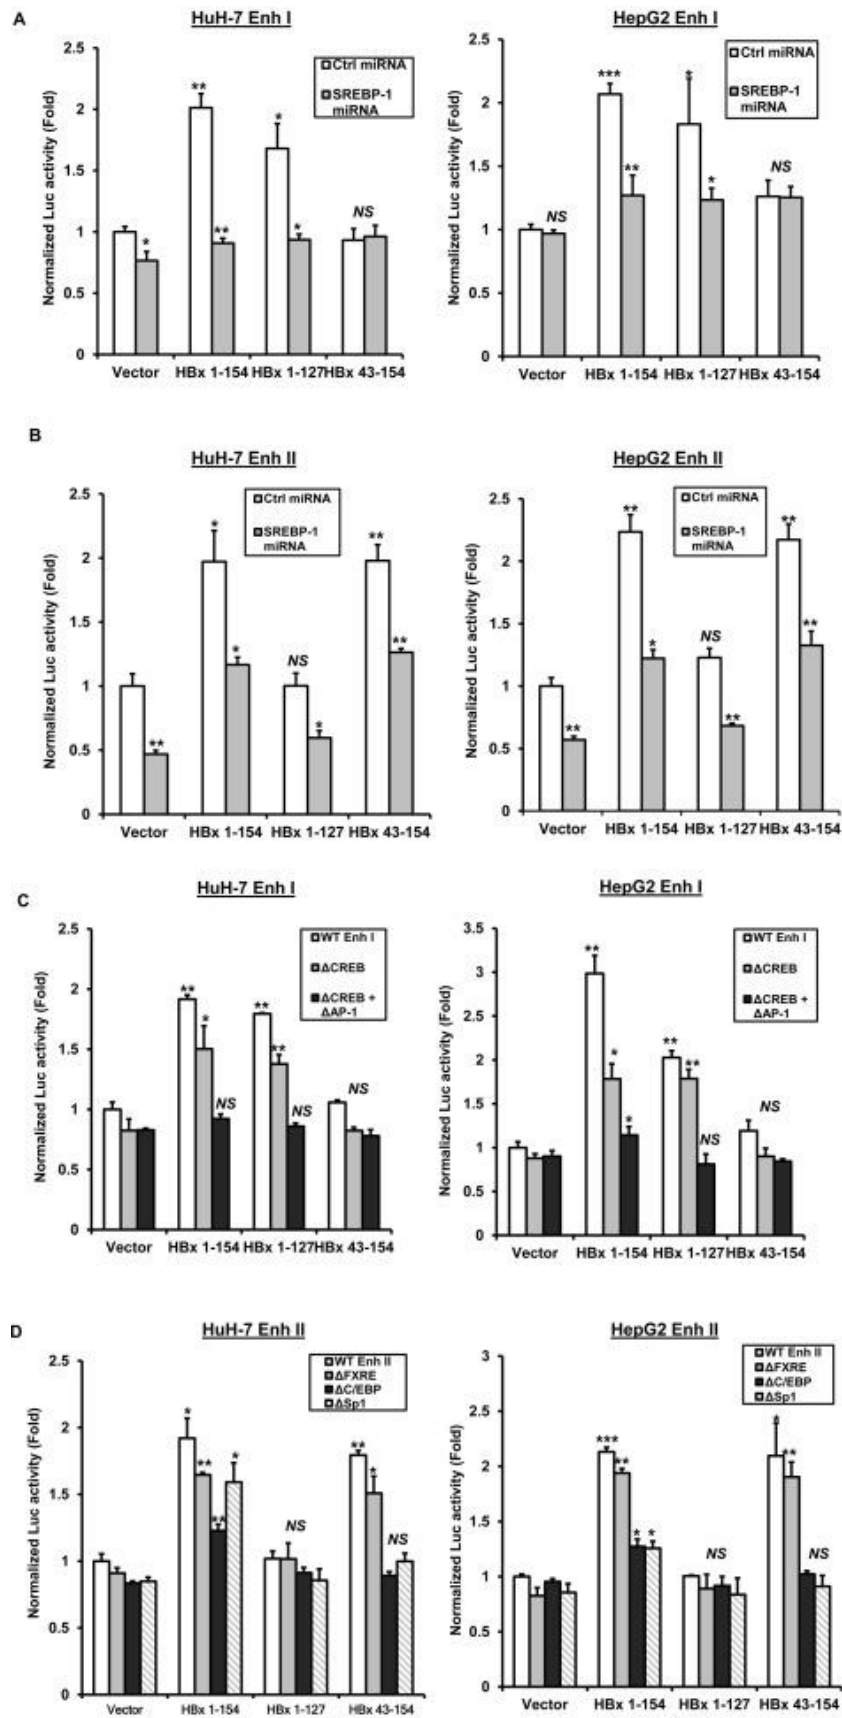 A
HuH-7 Enh I
HepG2 Enh I
Normalized Luc activity (Fold)
2.5
2
1.5
1
0.5
0
Ctrl miRNA
SREBP-1
miRNA
*
**
**
*
*
NS
Vector HBx 1-154 HBx 1-127 HBx 43-154
Normalized Luc activity (Fold)
2.5
2
1.5
1
0.5
0
Ctrl miRNA
SREBP-1
miRNA
NS
***
**
*
*
NS
Vector HBx 1-154 HBx 1-127 HBx 43-154
B
HuH-7 Enh II
HepG2 Enh II
Normalized Luc activity (Fold)
2.5
2
1.5
1
0.5
0
Ctrl miRNA
SREBP-1
miRNA
**
*
*
NS
*
**
**
Vector HBx 1-154 HBx 1-127 HBx 43-154
Normalized Luc activity (Fold)
2.5
2
1.5
1
0.5
0
Ctrl miRNA
SREBP-1
miRNA
**
**
*
NS
**
**
**
Vector HBx 1-154 HBx 1-127 HBx 43-154
C
HuH-7 Enh I
HepG2 Enh I
Normalized Luc activity (Fold)
2.5
2
1.5
1
0.5
0
WT Enh I
ΔCREB
ΔCREB +
ΔAP-1
**
*
NS
**
**
NS
NS
Vector HBx 1-154 HBx 1-127 HBx 43-154
Normalized Luc activity (Fold)
3.5
3
2.5
2
1.5
1
0.5
0
WT Enh I
ΔCREB
ΔCREB +
ΔAP-1
**
*
*
**
**
NS
NS
Vector HBx 1-154 HBx 1-127 HBx 43-154
D
HuH-7 Enh II
HepG2 Enh II
Normalized Luc activity (Fold)
2.5
2
1.5
1
0.5
0
WT Enh II
ΔFXRE
ΔC/EBP
ΔSp1
*
**
**
*
NS
**
*
NS
Vector HBx 1-154 HBx 1-127 HBx 43-154
Normalized Luc activity (Fold)
3
2.5
2
1.5
1
0.5
0
WT Enh II
ΔFXRE
ΔC/EBP
ΔSp1
***
**
*
*
NS
*
**
NS
Vector HBx 1-154 HBx 1-127 HBx 43-154